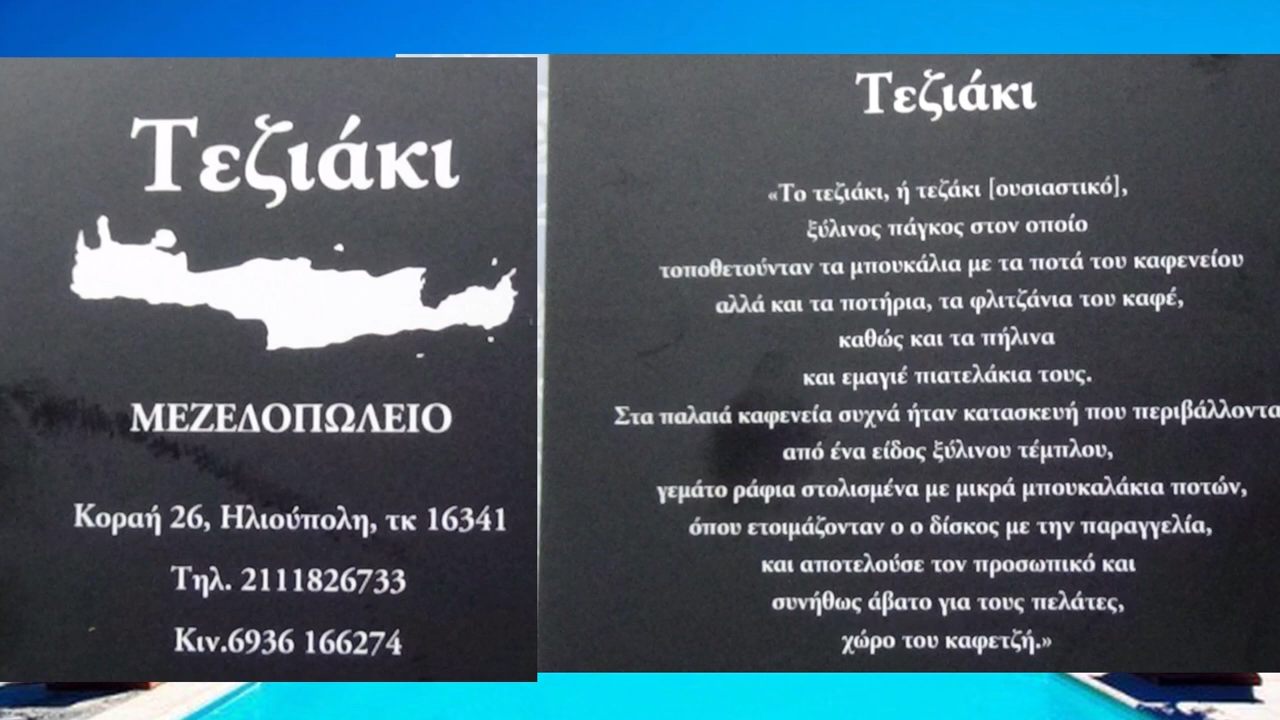 Τεζιάκι
ΜΕΖΕΔΟΠΩΛΕΙΟ
Κοραή 26, Ηλιούπολη, τκ 16341
Τηλ. 2111826733
Κιν.6936 166274
Τεζιάκι
«Το τεζιάκι, ή τεζάκι [ουσιαστικό],
ξύλινος πάγκος στον οποίο
τοποθετούνταν τα μπουκάλια με τα ποτά του καφενείου
αλλά και τα ποτήρια, τα φλιτζάνια του καφέ,
καθώς και τα πήλινα
και εμαγιέ πιατελάκια τους.
Στα παλαιά καφενεία συχνά ήταν κατασκευή που περιβάλλοντα
από ένα είδος ξύλινου τέμπλου,
γεμάτο ράφια στολισμένα με μικρά μπουκαλάκια ποτών,
όπου ετοιμάζονταν ο ο δίσκος με την παραγγελία,
και αποτελούσε τον προσωπικό και
συνήθως άβατο για τους πελάτες,
χώρο του καφετζή.»